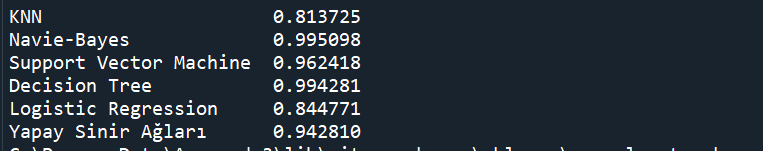 KNN 0.813725
Navie-Bayes 0.995098
Support Vector Machine 0.962418
Decision Tree 0.994281
Logistic Regression 0.844771
Yapay Sinir Ağları 0.942810